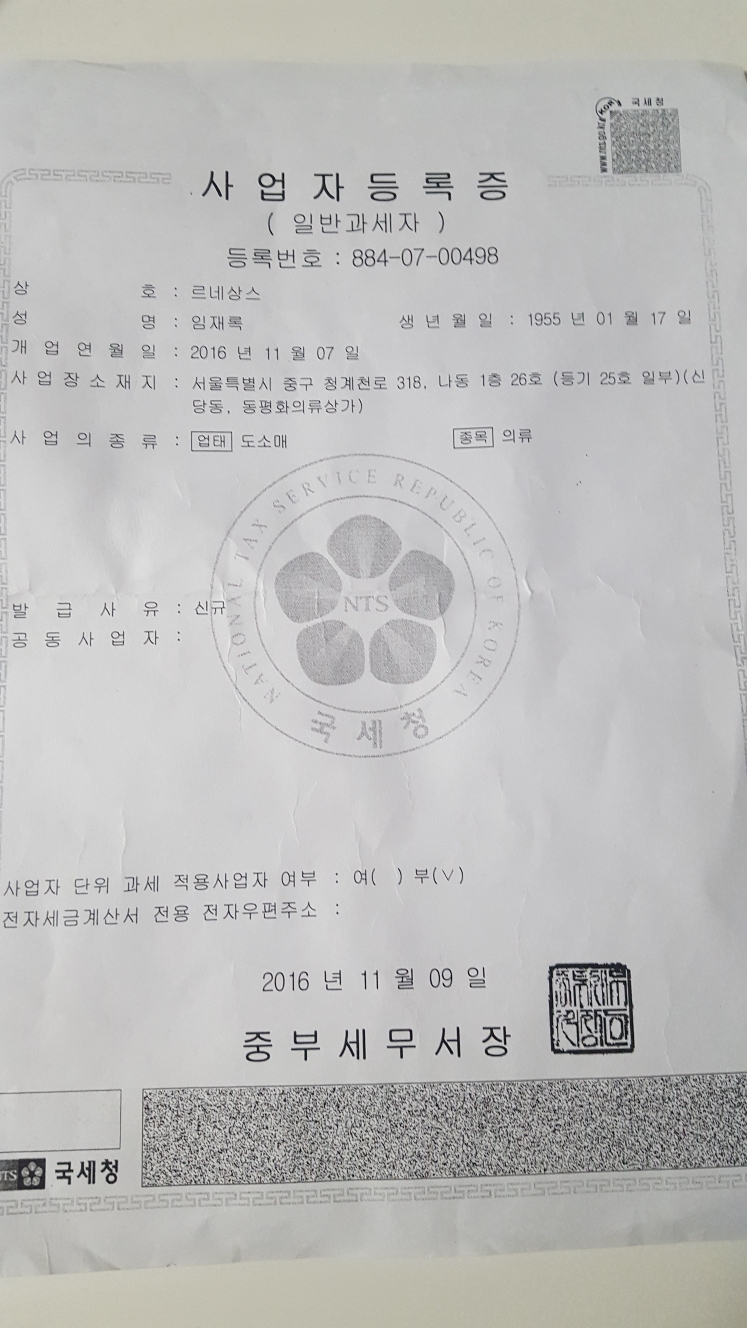 국세청
www.nts.go.kr
사업자등록증
( 일반과세자 )
등록번호 : 884-07-00498
상 호 : 르네상스
성 명 : 임재록 생 년 월 일 : 1955 년 01 월 17 일
개 업 연 월 일 : 2016 년 11 월 07 일
사 업 장 소 재 지 : 서울특별시 중구 청계천로 318, 나동 1층 26호 (등기 25호 일부)(신
당동, 동평화의류상가)
사 업 의 종 류 : 업태 도소매 종목 의류
NATIONAL TAX SERVICE REPUBLIC OF KOREA
NTS
국세청
발 급 사 유 : 신규
공 동 사 업 자 :
사업자 단위 과세 적용사업자 여부 : 여( ) 부(∨)
전자세금계산서 전용 전자우편주소 :
2016 년 11 월 09 일
중부세무서장
국세청